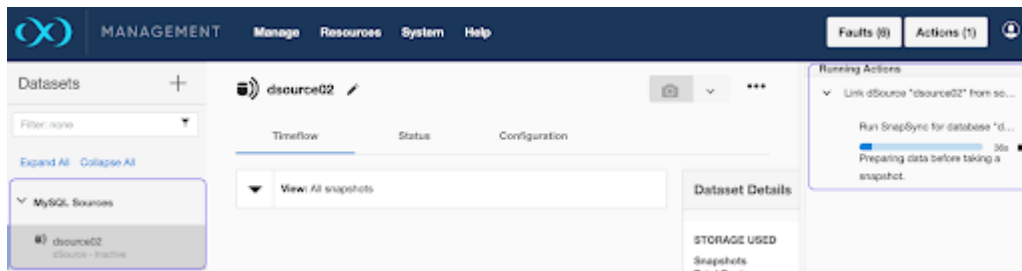 MANAGEMENT
Manage Resources System Help
Faults (6) Actions (1)
Datasets
dsource02
Running Actions
Link dSource "dsource02" from so...
Filter: none
Timeflow Status Configuration
Run SnapSync for database "d...
36s
Preparing data before taking a
snapshot.
Expand All Collapse All
View: All snapshots
Dataset Details
MySQL Sources
dsource02
dSource - Inactive
STORAGE USED
Snapshots